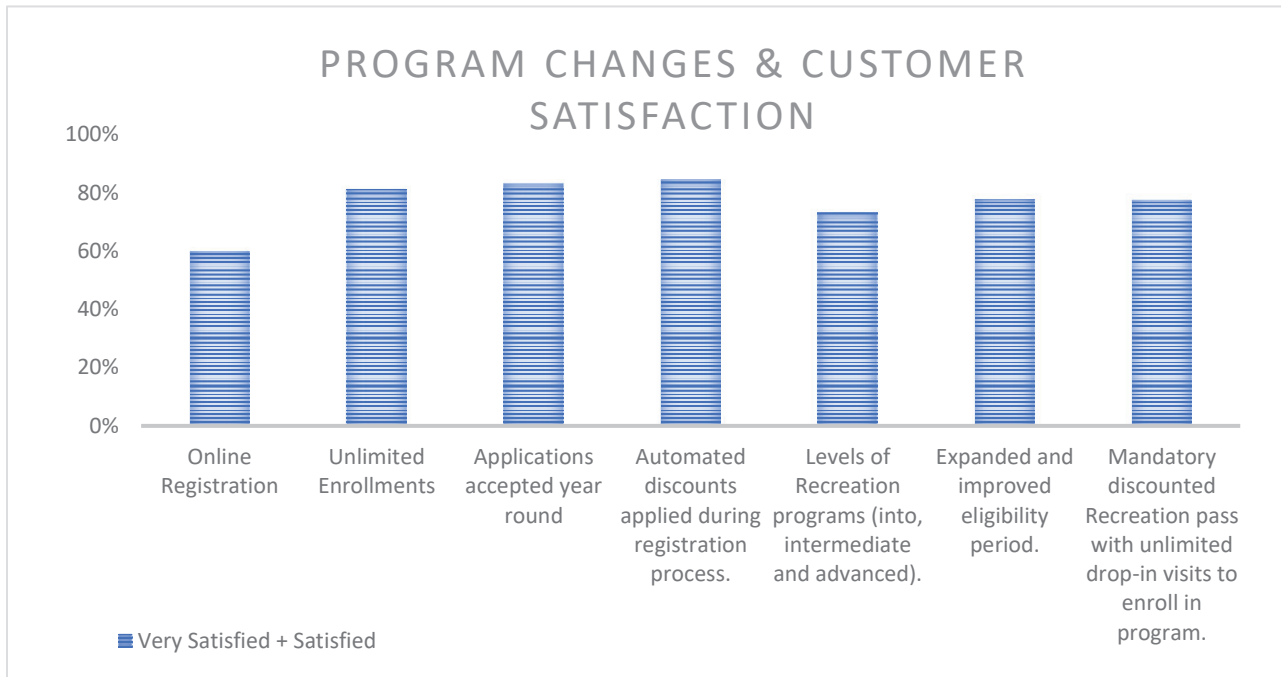 PROGRAM CHANGES & CUSTOMER
SATISFACTION
100%
80%
60%
40%
20%
0%
Online
Registration
Unlimited
Enrollments
Applications
accepted year
round
Automated
discounts
applied during
registration
process.
Levels of
Recreation
programs (into,
intermediate
and advanced).
Expanded and
improved
eligibility
period.
Mandatory
discounted
Recreation pass
with unlimited
drop-in visits to
enroll in
program.
Very Satisfied + Satisfied